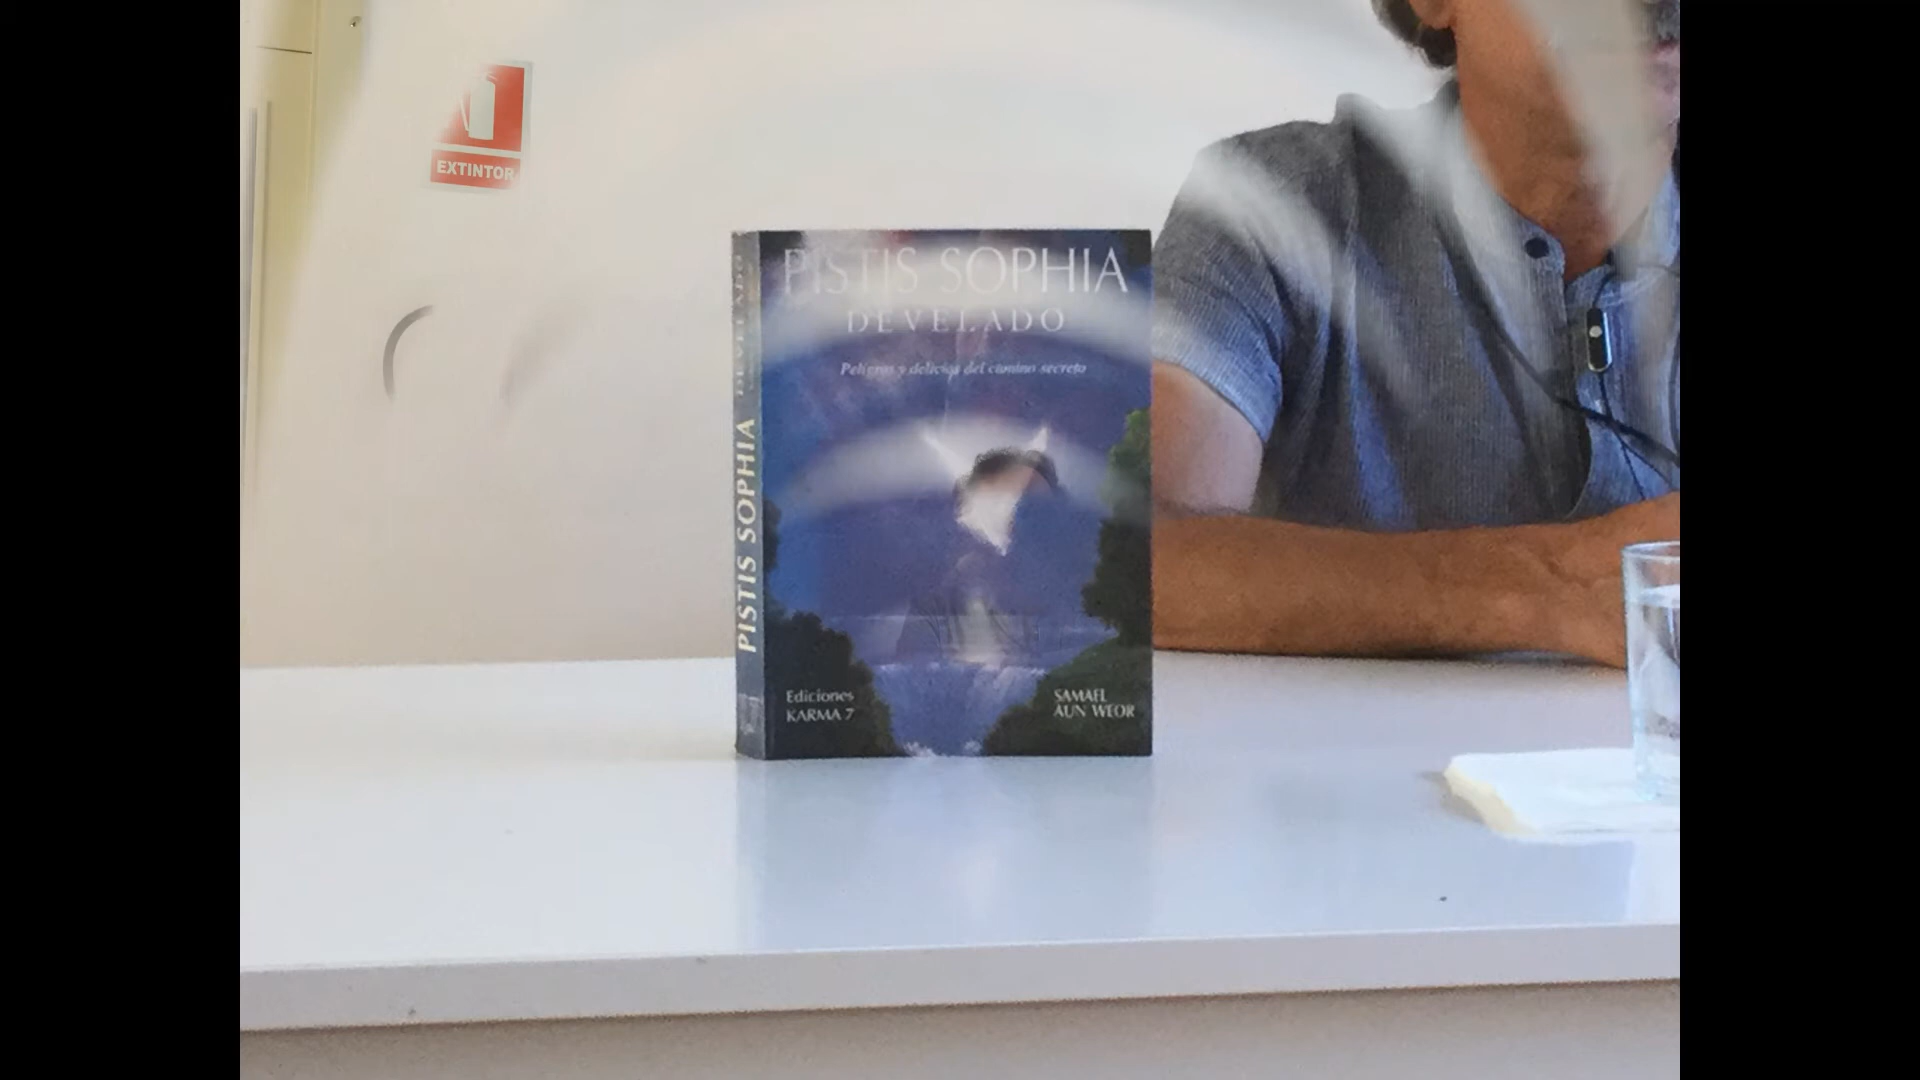 EXTINTOR
PISTIS SOPHIA
DEVELADO
Peligros y delicias del camino secreto
PISTIS SOPHIA
DEVELADO
Ediciones
KARMA 7
SAMAEL
AUN WEOR